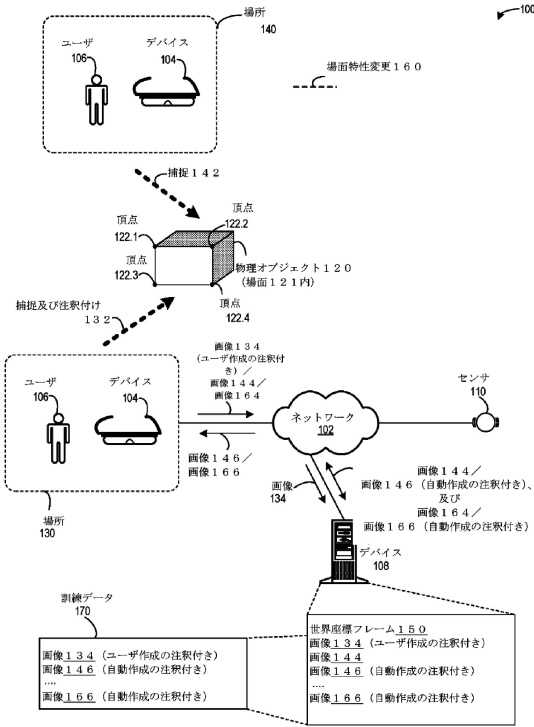 100
場所
140
ユーザ
106
デバイス
104
場面特性変更160
捕捉142
頂点
122.1
頂点
122.2
頂点
122.3
物理オブジェクト120
(場面121内)
頂点
122.4
捕捉及び注釈付け
132
画像134
(ユーザ作成の注釈付
き)/
画像144/
画像164
ユーザ
106
デバイス
104
ネットワーク
102
センサ
110
画像146/
画像166
画像
134
画像144/
画像146(自動作成の注釈付き)、
及び
画像164/
画像166(自動作成の注釈付き)
場所
130
デバイス
108
訓練データ
170
画像134(ユーザ作成の注釈付き)
画像146(自動作成の注釈付き)
....
画像166(自動作成の注釈付き)
世界座標フレーム150
画像134(ユーザ作成の注釈付き)
画像144
画像146(自動作成の注釈付き)
....
画像166(自動作成の注釈付き)